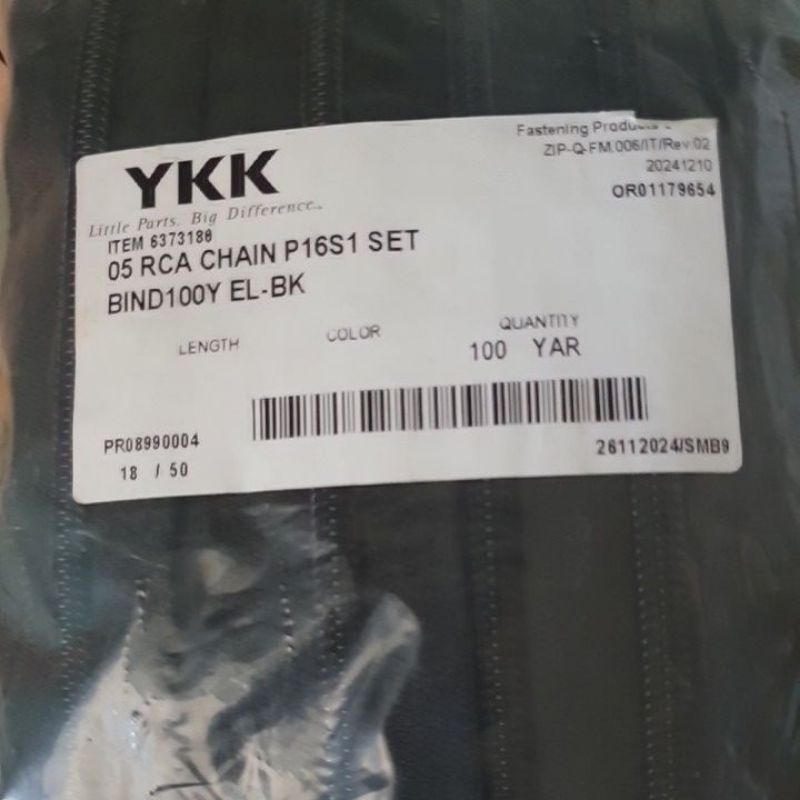 YKK
Little Parts. Big Difference.
Fastening Products
ZIP-Q-FM.006/IT/Rev.02
20241210
OR01179654
ITEM 6373188
05 RCA CHAIN P16S1 SET
BIND100Y EL-BK
LENGTH COLOR QUANTITY
100 YAR
PR08990004
18 / 50
26112024/SMB9